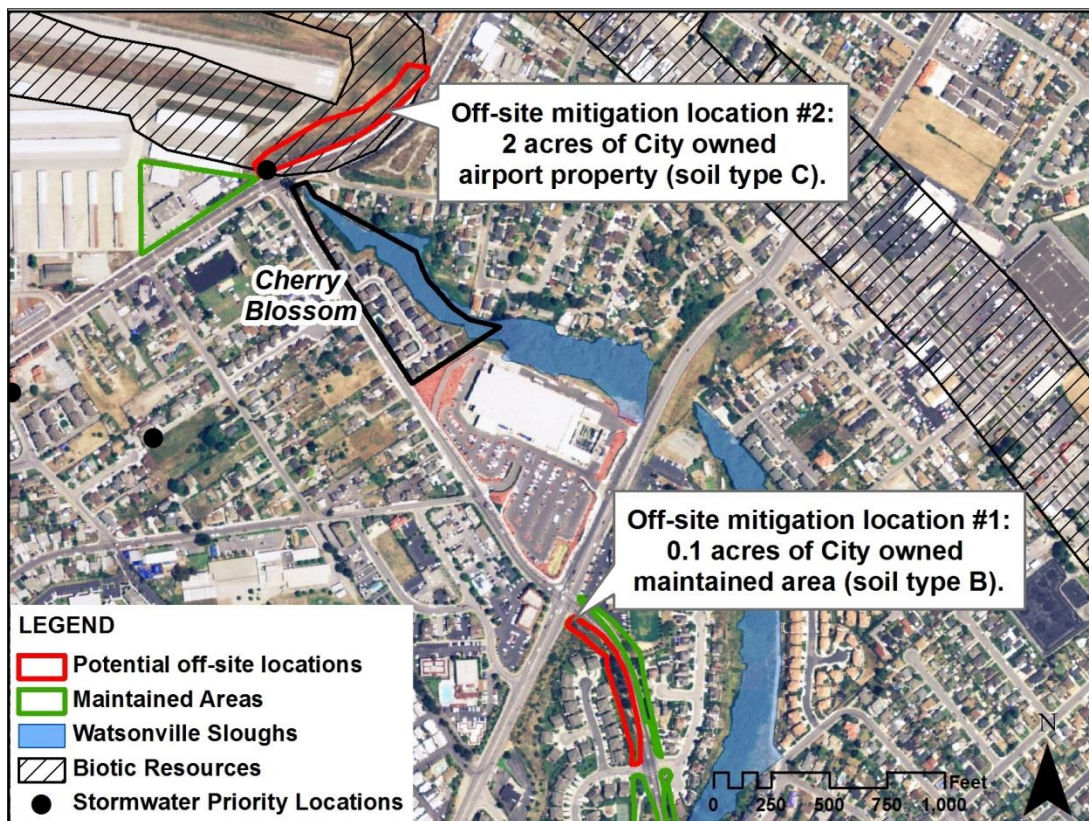 Off-site mitigation location #2:
2 acres of City owned
airport property (soil type C).
Cherry
Blossom
Off-site mitigation location #1:
0.1 acres of City owned
maintained area (soil type B).
LEGEND
Potential off-site locations
Maintained Areas
Watsonville Sloughs
Biotic Resources
Stormwater Priority Locations
N
Feet
0 250 500 750 1,000